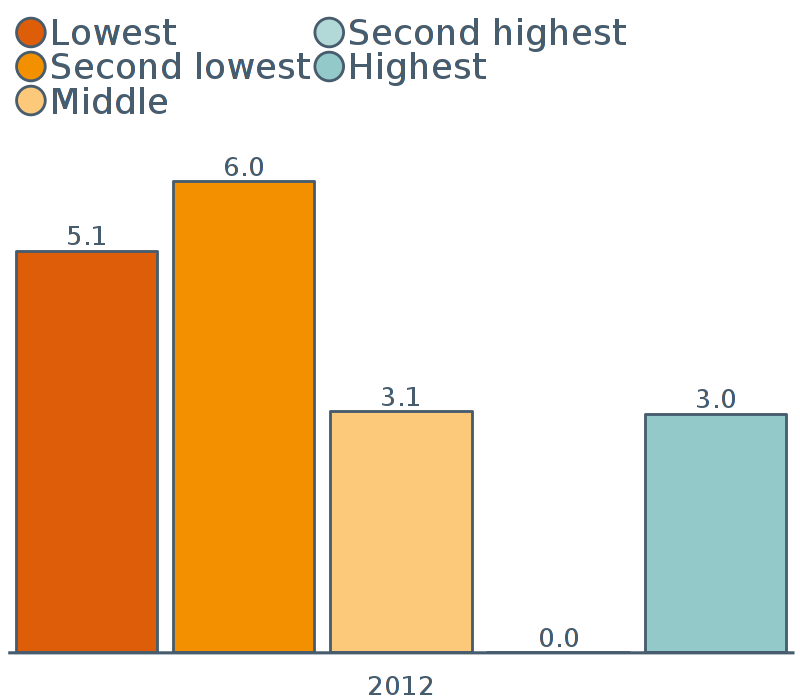 Lowest
Second lowest
Middle
Second highest
Highest
5.1
6.0
3.1
0.0
3.0
2012